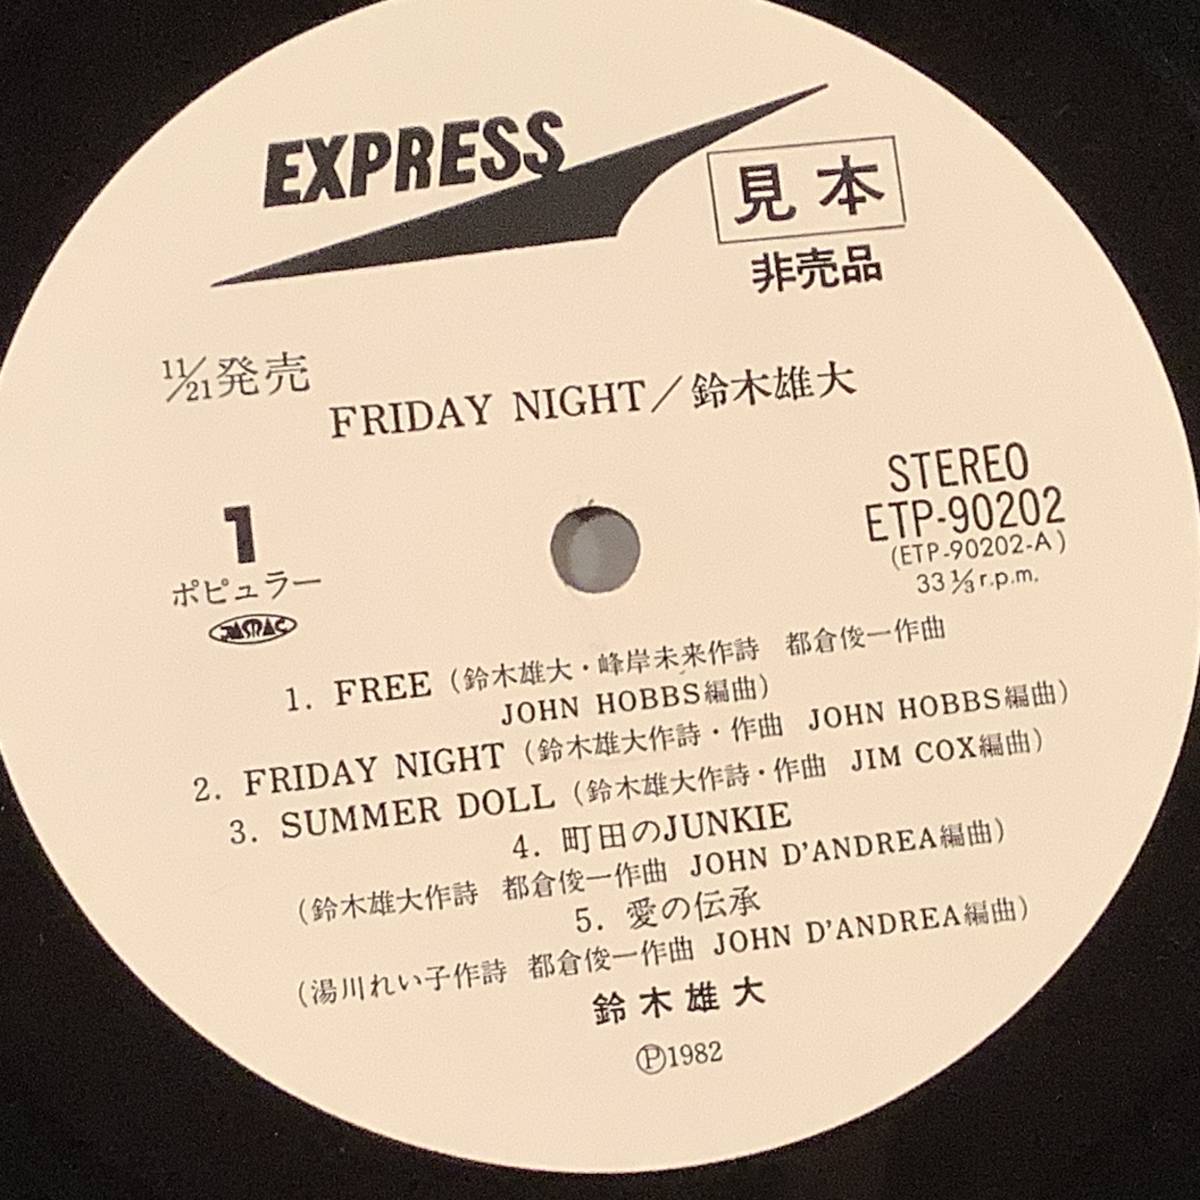 EXPRESS
見本
非売品
11/21発売
FRIDAY NIGHT/鈴木雄大
STEREO
ETP-90202
(ETP-90202-A)
33⅓r.p.m.
1
ポピュラー
JASRAC
1. FREE (鈴木雄大・峰岸未来作詩 都倉俊一作曲
JOHN HOBBS編曲)
2. FRIDAY NIGHT (鈴木雄大作詩・作曲 JOHN HOBBS編曲)
3. SUMMER DOLL (鈴木雄大作詩・作曲 JIM COX編曲)
4. 町田のJUNKIE
(鈴木雄大作詩 都倉俊一作曲 JOHN D'ANDREA編曲)
5. 愛の伝承
(湯川れい子作詩 都倉俊一作曲 JOHN D'ANDREA編曲)
鈴木雄大
Ⓟ1982